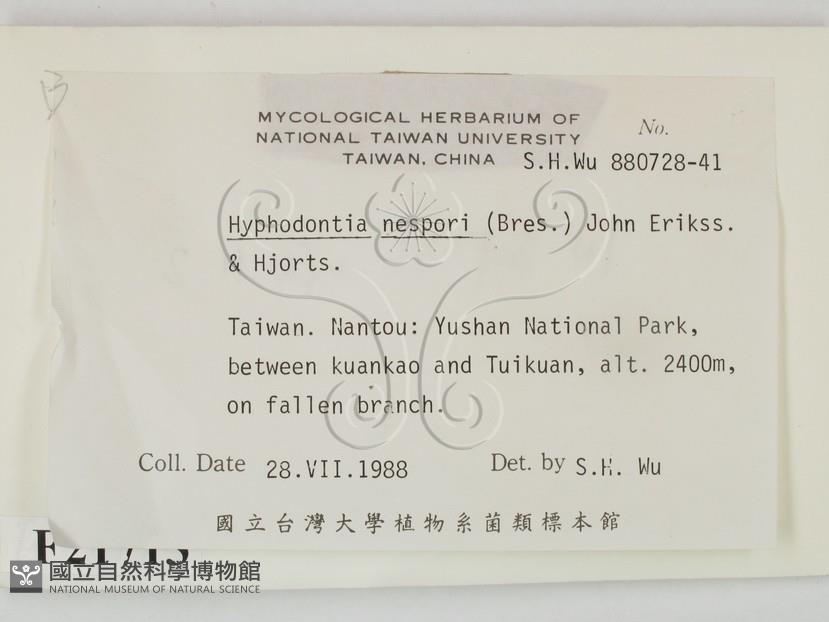 MYCOLOGICAL HERBARIUM OF
NATIONAL TAIWAN UNIVERSITY
TAIWAN, CHINA
No.
S.H.Wu 880728-41
Hyphodontia nespori (Bres.) John Erikss.
& Hjorts.
Taiwan. Nantou: Yushan National Park,
between kuankao and Tuikuan, alt. 2400m,
on fallen branch.
Coll. Date 28.VII.1988 Det. by S.H. Wu
國立台灣大學植物系菌類標本館
國立自然科學博物館
NATIONAL MUSEUM OF NATURAL SCIENCE